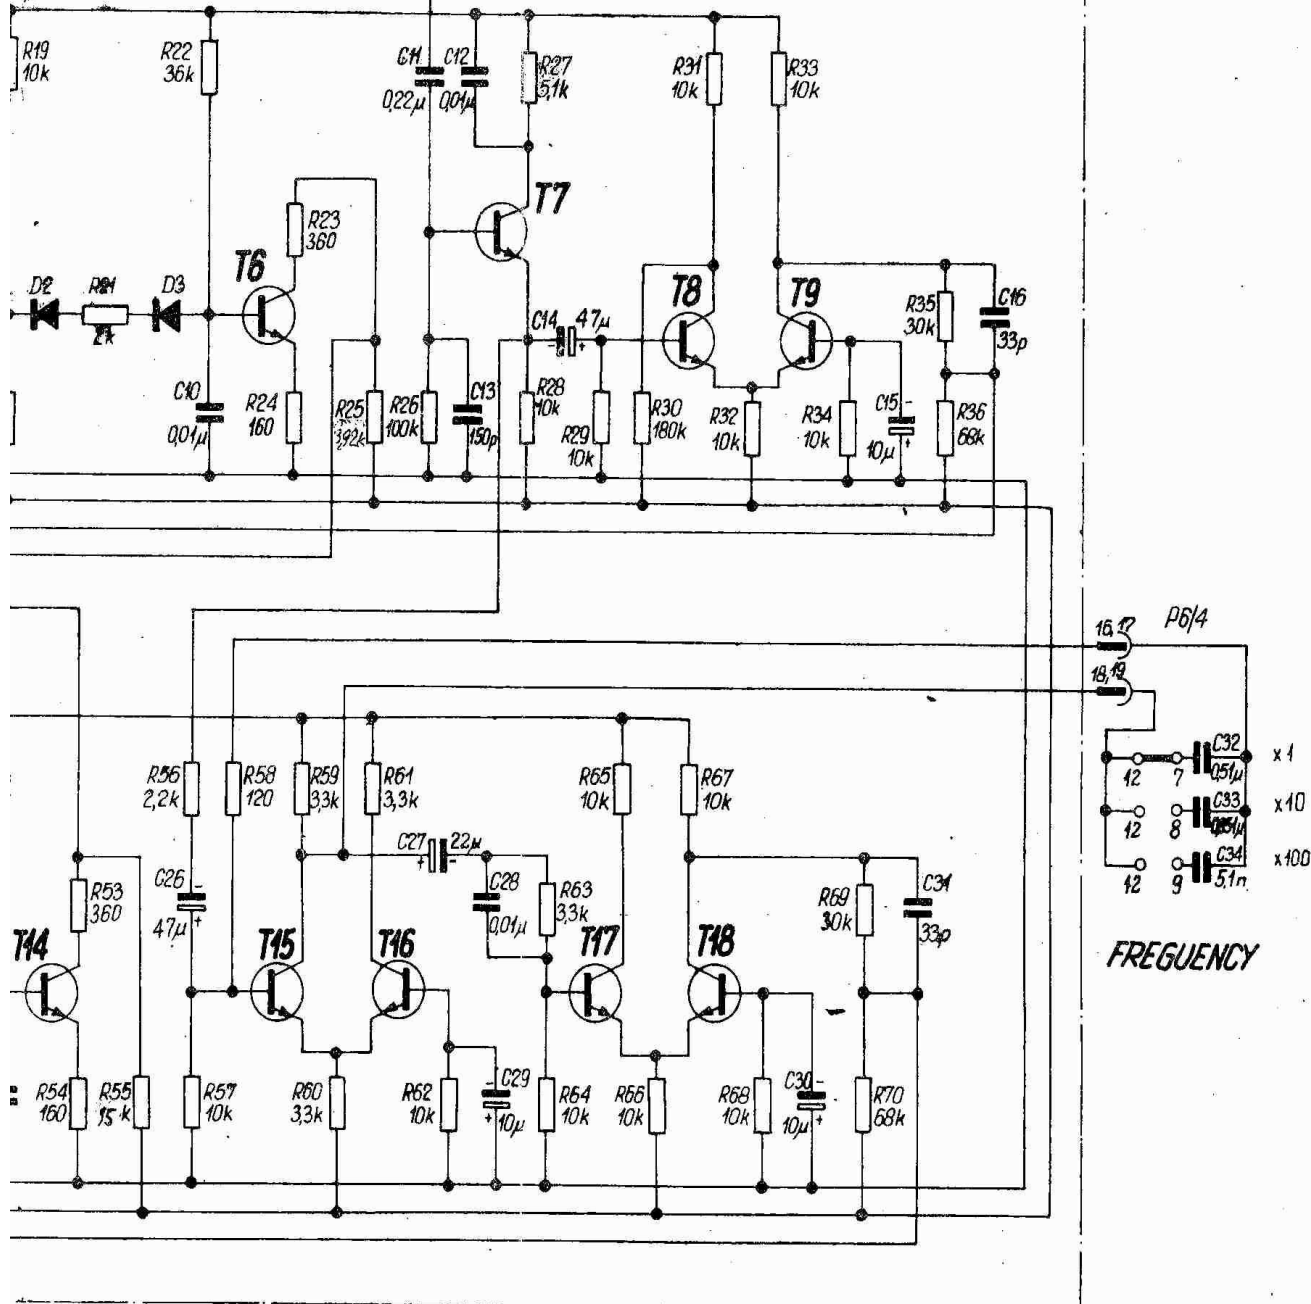 R19
10k
R22
36k
C11
0,22µ
C12
0,01µ
R27
5,1k
R31
10k
R33
10k
T7
R23
360
T6
D2
R21
2k
D3
C14
47µ
-
+
T8
T9
R35
30k
C16
33p
C10
0,01µ
R24
160
R25
R26
100k
C13
150p
R28
10k
R29
10k
R30
180k
R32
10k
R34
10k
C15
-
10µ
+
R36
68k
16,17
P6/4
18,19
C32
0,51µ
x1
12
7
C33
x10
12
8
C34
5,1n
x100
12
9
FREGUENCY
R56
2,2k
R58
120
R59
3,3k
R61
3,3k
R65
10k
R67
10k
C27
22µ
+
-
R53
360
C26
-
47µ
+
C28
0,01µ
R63
3,3k
R69
30k
C31
33p
T14
T15
T16
T17
T18
R54
160
R55
15k
R57
10k
R60
3,3k
R62
10k
C29
-
10µ
+
R64
10k
R66
10k
R68
10k
C30
-
10µ
+
R70
68k